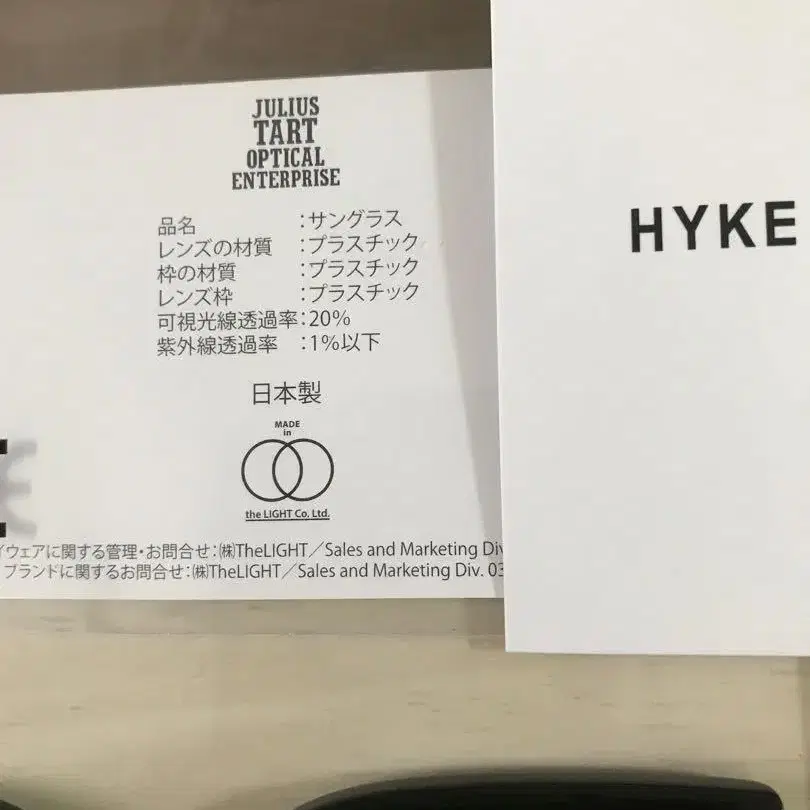 JULIUS
TART
OPTICAL
ENTERPRISE
品名 :サングラス
レンズの材質 :プラスチック
枠の材質 :プラスチック
レンズ枠 :プラスチック
可視光線透過率:20%
紫外線透過率 :1%以下
日本製
MADE
in
the LIGHT Co. Ltd.
イウェアに関する管理・お問合せ:㈱TheLIGHT／Sales and Marketing Div
ブランドに関するお問合せ:㈱TheLIGHT／Sales and Marketing Div. 03
HYKE